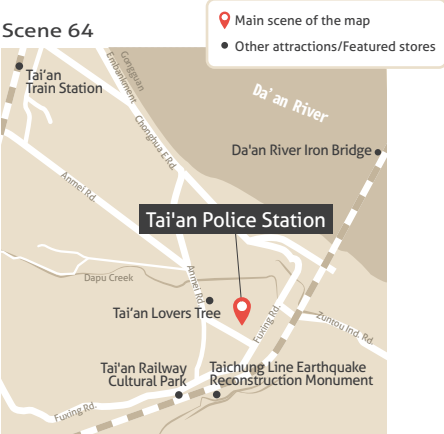 Scene 64
Main scene of the map
Other attractions/Featured stores
Tai'an
Train Station
Gongguan
Embankment
Chonghua E.Rd.
Da'an River
Da'an River Iron Bridge
Anmei Rd.
Tai'an Police Station
Dapu Creek
Anmei Rd.
Tai'an Lovers Tree
Fuxing Rd.
Zuntou Ind. Rd.
Tai'an Railway
Cultural Park
Taichung Line Earthquake
Reconstruction Monument
Fuxing Rd.